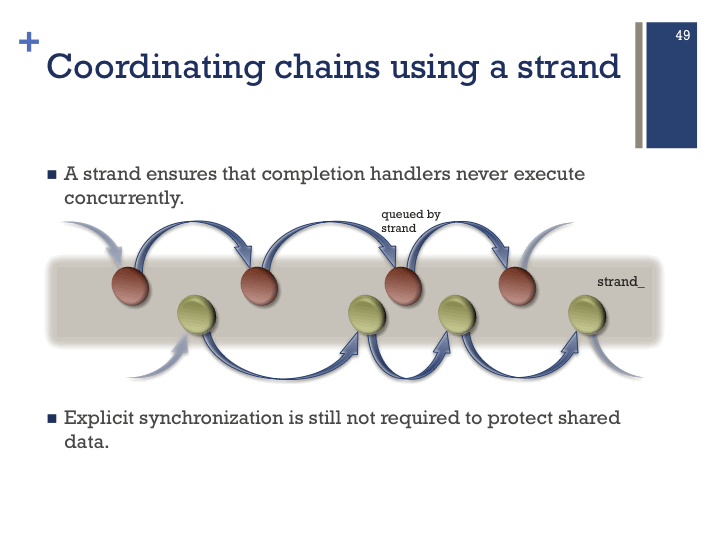 49
+
Coordinating chains using a strand
■ A strand ensures that completion handlers never execute
concurrently.
queued by
strand
strand_
■ Explicit synchronization is still not required to protect shared
data.